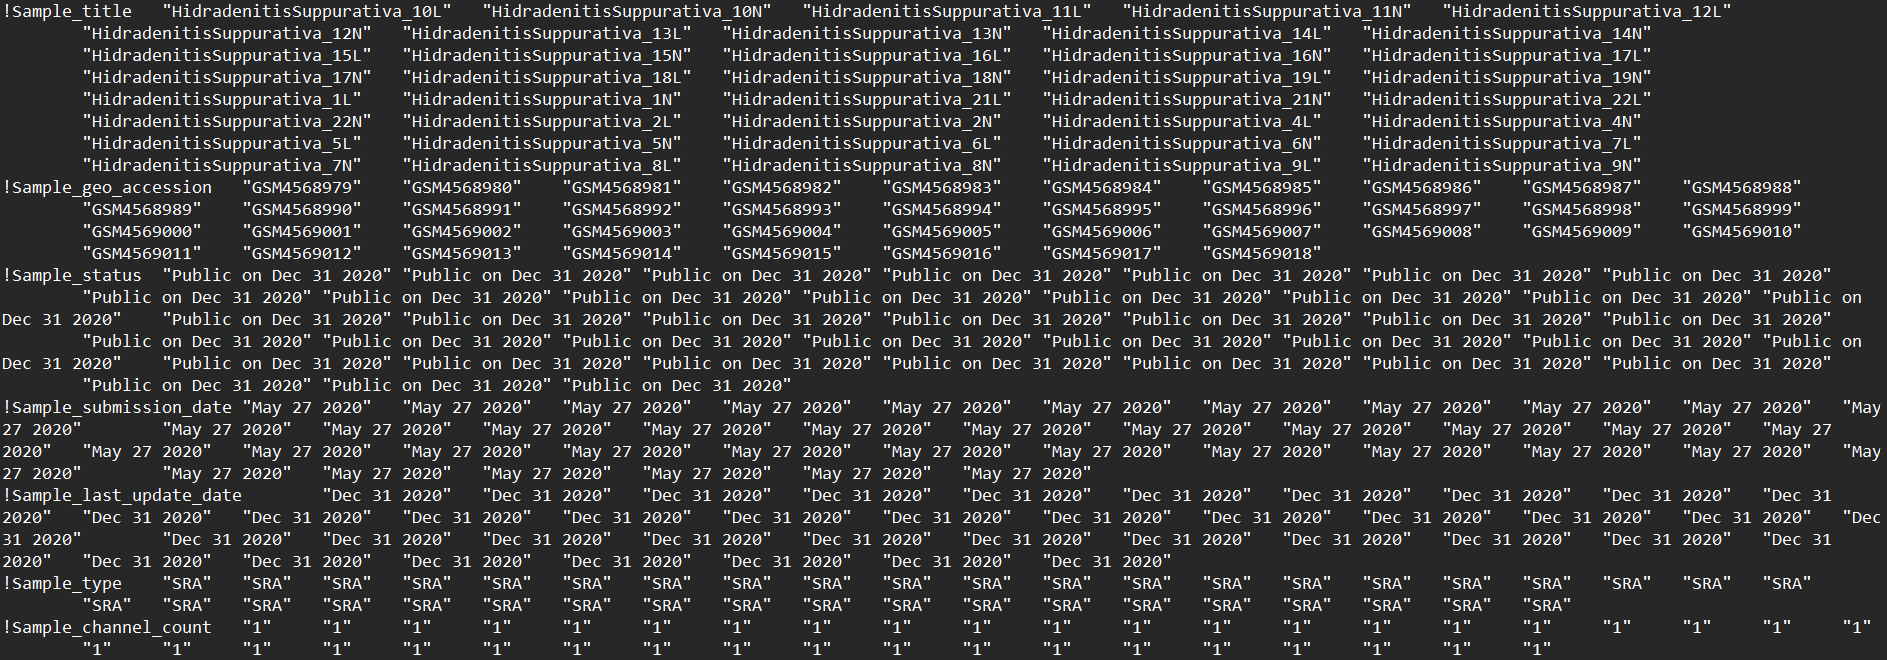 !Sample_title "HidradenitisSuppurativa_10L" "HidradenitisSuppurativa_10N" "HidradenitisSuppurativa_11L" "HidradenitisSuppurativa_11N" "HidradenitisSuppurativa_12L"
"HidradenitisSuppurativa_12N" "HidradenitisSuppurativa_13L" "HidradenitisSuppurativa_13N" "HidradenitisSuppurativa_14L" "HidradenitisSuppurativa_14N"
"HidradenitisSuppurativa_15L" "HidradenitisSuppurativa_15N" "HidradenitisSuppurativa_16L" "HidradenitisSuppurativa_16N" "HidradenitisSuppurativa_17L"
"HidradenitisSuppurativa_17N" "HidradenitisSuppurativa_18L" "HidradenitisSuppurativa_18N" "HidradenitisSuppurativa_19L" "HidradenitisSuppurativa_19N"
"HidradenitisSuppurativa_1L" "HidradenitisSuppurativa_1N" "HidradenitisSuppurativa_21L" "HidradenitisSuppurativa_21N" "HidradenitisSuppurativa_22L"
"HidradenitisSuppurativa_22N" "HidradenitisSuppurativa_2L" "HidradenitisSuppurativa_2N" "HidradenitisSuppurativa_4L" "HidradenitisSuppurativa_4N"
"HidradenitisSuppurativa_5L" "HidradenitisSuppurativa_5N" "HidradenitisSuppurativa_6L" "HidradenitisSuppurativa_6N" "HidradenitisSuppurativa_7L"
"HidradenitisSuppurativa_7N" "HidradenitisSuppurativa_8L" "HidradenitisSuppurativa_8N" "HidradenitisSuppurativa_9L" "HidradenitisSuppurativa_9N"
!Sample_geo_accession "GSM4568979" "GSM4568980" "GSM4568981" "GSM4568982" "GSM4568983" "GSM4568984" "GSM4568985" "GSM4568986" "GSM4568987" "GSM4568988"
"GSM4568989" "GSM4568990" "GSM4568991" "GSM4568992" "GSM4568993" "GSM4568994" "GSM4568995" "GSM4568996" "GSM4568997" "GSM4568998" "GSM4568999"
"GSM4569000" "GSM4569001" "GSM4569002" "GSM4569003" "GSM4569004" "GSM4569005" "GSM4569006" "GSM4569007" "GSM4569008" "GSM4569009" "GSM4569010"
"GSM4569011" "GSM4569012" "GSM4569013" "GSM4569014" "GSM4569015" "GSM4569016" "GSM4569017" "GSM4569018"
!Sample_status "Public on Dec 31 2020" "Public on Dec 31 2020" "Public on Dec 31 2020" "Public on Dec 31 2020" "Public on Dec 31 2020" "Public on Dec 31 2020" "Public on Dec 31 2020"
"Public on Dec 31 2020" "Public on Dec 31 2020" "Public on Dec 31 2020" "Public on Dec 31 2020" "Public on Dec 31 2020" "Public on Dec 31 2020" "Public on Dec 31 2020" "Public on
Dec 31 2020" "Public on Dec 31 2020" "Public on Dec 31 2020" "Public on Dec 31 2020" "Public on Dec 31 2020" "Public on Dec 31 2020" "Public on Dec 31 2020" "Public on Dec 31 2020"
"Public on Dec 31 2020" "Public on Dec 31 2020" "Public on Dec 31 2020" "Public on Dec 31 2020" "Public on Dec 31 2020" "Public on Dec 31 2020" "Public on Dec 31 2020" "Public on
Dec 31 2020" "Public on Dec 31 2020" "Public on Dec 31 2020" "Public on Dec 31 2020" "Public on Dec 31 2020" "Public on Dec 31 2020" "Public on Dec 31 2020" "Public on Dec 31 2020"
"Public on Dec 31 2020" "Public on Dec 31 2020" "Public on Dec 31 2020"
!Sample_submission_date "May 27 2020" "May 27 2020" "May 27 2020" "May 27 2020" "May 27 2020" "May 27 2020" "May 27 2020" "May 27 2020" "May 27 2020" "May 27 2020" "May
27 2020" "May 27 2020" "May 27 2020" "May 27 2020" "May 27 2020" "May 27 2020" "May 27 2020" "May 27 2020" "May 27 2020" "May 27 2020" "May 27 2020" "May 27
2020" "May 27 2020" "May 27 2020" "May 27 2020" "May 27 2020" "May 27 2020" "May 27 2020" "May 27 2020" "May 27 2020" "May 27 2020" "May 27 2020" "May 27 2020" "May
27 2020" "May 27 2020" "May 27 2020" "May 27 2020" "May 27 2020" "May 27 2020" "May 27 2020"
!Sample_last_update_date "Dec 31 2020" "Dec 31 2020" "Dec 31 2020" "Dec 31 2020" "Dec 31 2020" "Dec 31 2020" "Dec 31 2020" "Dec 31 2020" "Dec 31 2020" "Dec 31
2020" "Dec 31 2020" "Dec 31 2020" "Dec 31 2020" "Dec 31 2020" "Dec 31 2020" "Dec 31 2020" "Dec 31 2020" "Dec 31 2020" "Dec 31 2020" "Dec 31 2020" "Dec 31 2020" "Dec
31 2020" "Dec 31 2020" "Dec 31 2020" "Dec 31 2020" "Dec 31 2020" "Dec 31 2020" "Dec 31 2020" "Dec 31 2020" "Dec 31 2020" "Dec 31 2020" "Dec 31 2020" "Dec 31
2020" "Dec 31 2020" "Dec 31 2020" "Dec 31 2020" "Dec 31 2020" "Dec 31 2020" "Dec 31 2020" "Dec 31 2020"
!Sample_type "SRA" "SRA" "SRA" "SRA" "SRA" "SRA" "SRA" "SRA" "SRA" "SRA" "SRA" "SRA" "SRA" "SRA" "SRA" "SRA" "SRA" "SRA" "SRA" "SRA" "SRA"
"SRA" "SRA" "SRA" "SRA" "SRA" "SRA" "SRA" "SRA" "SRA" "SRA" "SRA" "SRA" "SRA" "SRA" "SRA" "SRA" "SRA" "SRA" "SRA"
!Sample_channel_count "1" "1" "1" "1" "1" "1" "1" "1" "1" "1" "1" "1" "1" "1" "1" "1" "1" "1" "1" "1" "1"
"1" "1" "1" "1" "1" "1" "1" "1" "1" "1" "1" "1" "1" "1" "1" "1" "1" "1" "1"